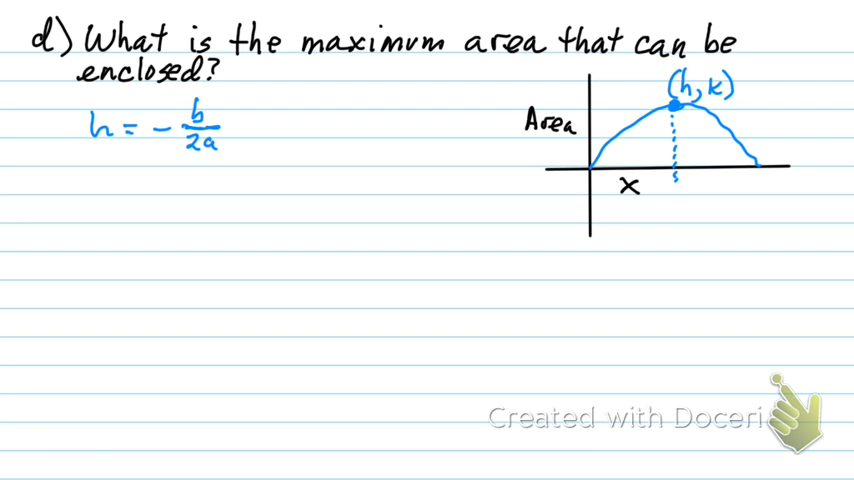 d) What is the maximum area that can be
enclosed?
h = - b/2a
(h, k)
Area
x
Created with Doceri